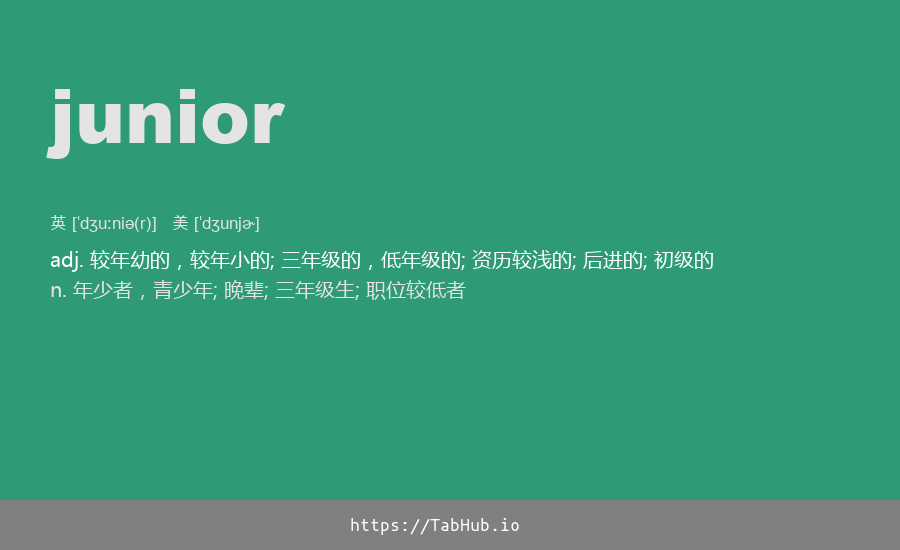 junior
英 [ˈdʒuːniə(r)] 美 [ˈdʒunjɚ]
adj. 较年幼的，较年小的; 三年级的，低年级的; 资历较浅的; 后进的; 初级的
n. 年少者，青少年; 晚辈; 三年级生; 职位较低者
https://TabHub.io